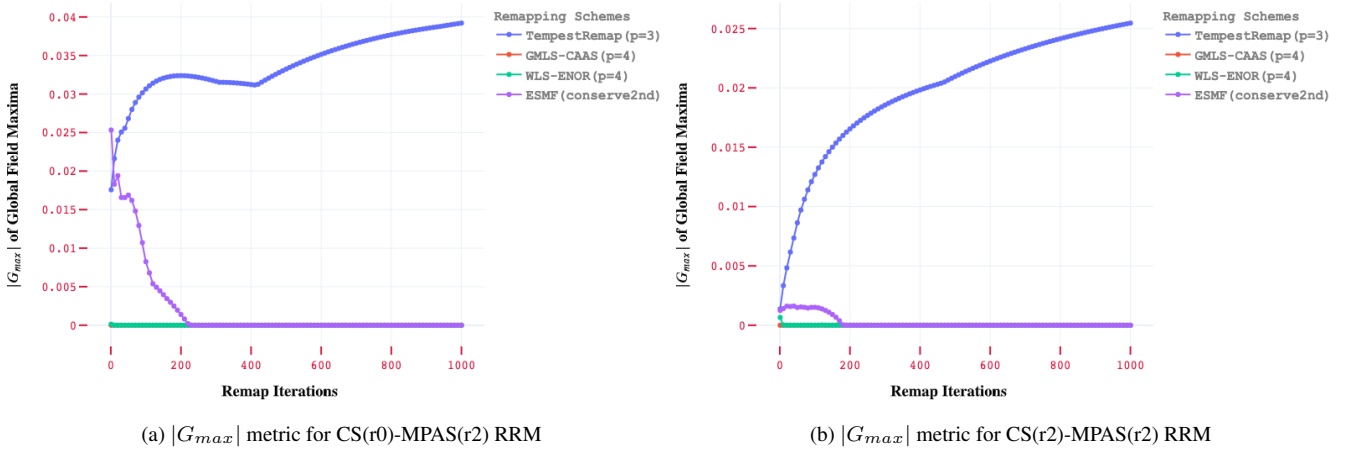 0.04
0.035
0.03
0.025
0.02
0.015
0.01
0.005
0
|G_max| of Global Field Maxima
0 200 400 600 800 1000
Remap Iterations
Remapping Schemes
TempestRemap(p=3)
GMLS-CAAS(p=4)
WLS-ENOR(p=4)
ESMF(conserve2nd)
(a) |G_max| metric for CS(r0)-MPAS(r2) RRM
0.025
0.02
0.015
0.01
0.005
0
|G_max| of Global Field Maxima
0 200 400 600 800 1000
Remap Iterations
Remapping Schemes
TempestRemap(p=3)
GMLS-CAAS(p=4)
WLS-ENOR(p=4)
ESMF(conserve2nd)
(b) |G_max| metric for CS(r2)-MPAS(r2) RRM